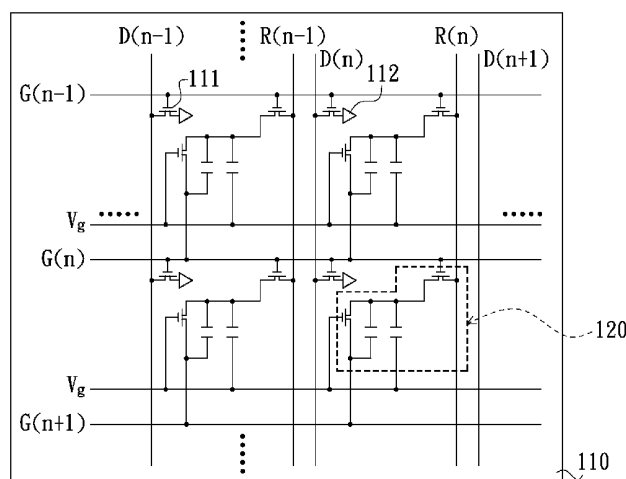 D(n-1) R(n-1) R(n)
D(n) D(n+1)
111 112
G(n-1)
Vg
G(n)
120
Vg
G(n+1)
110